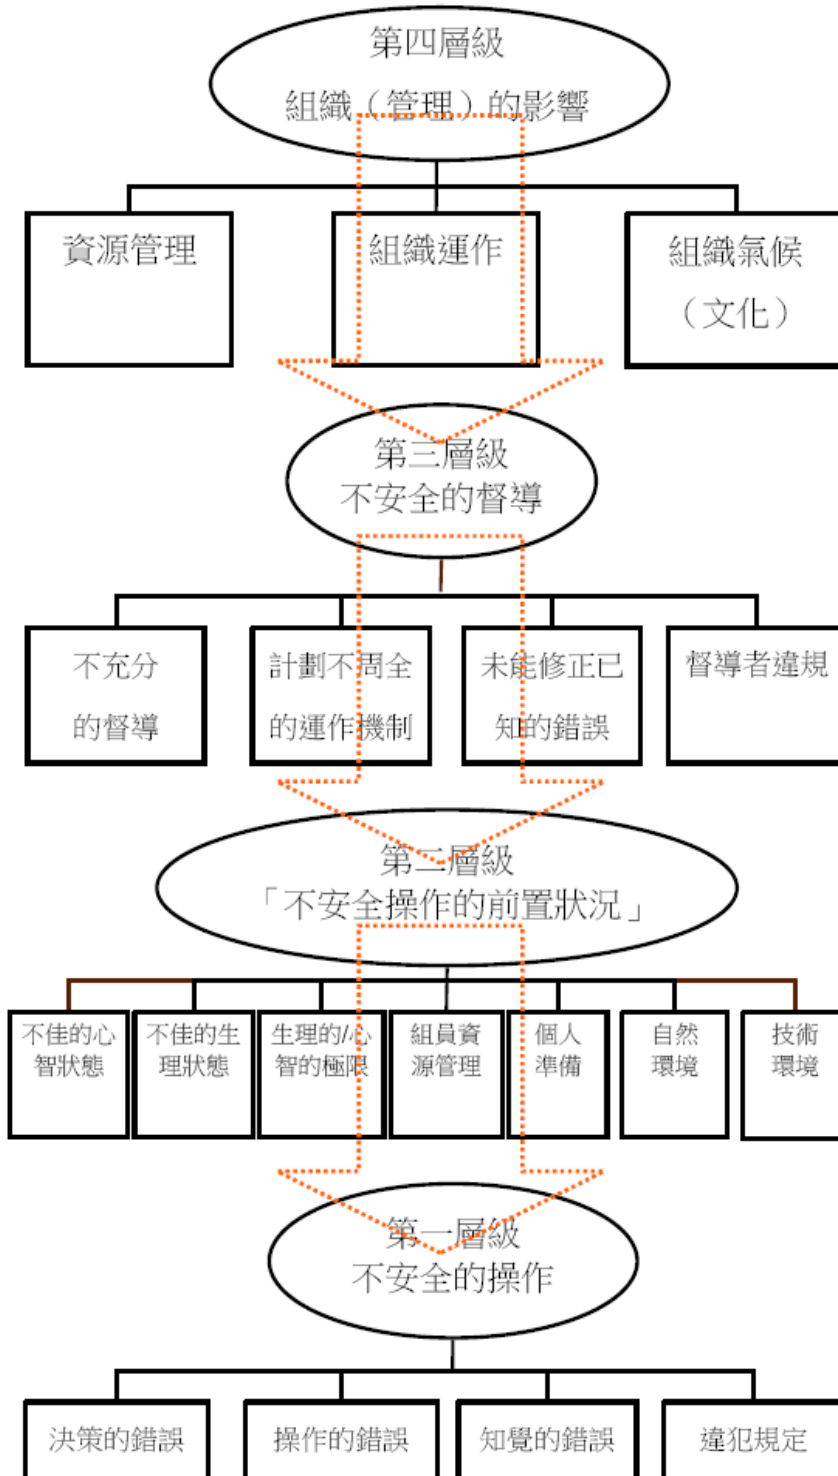 第四層級
組織（管理）的影響
資源管理
組織運作
組織氣候
（文化）
第三層級
不安全的督導
不充分
的督導
計劃不周全
的運作機制
未能修正已
知的錯誤
督導者違規
第二層級
「不安全操作的前置狀況」
不佳的心
智狀態
不佳的生
理狀態
生理的/心
智的極限
組員資
源管理
個人
準備
自然
環境
技術
環境
第一層級
不安全的操作
決策的錯誤
操作的錯誤
知覺的錯誤
違犯規定